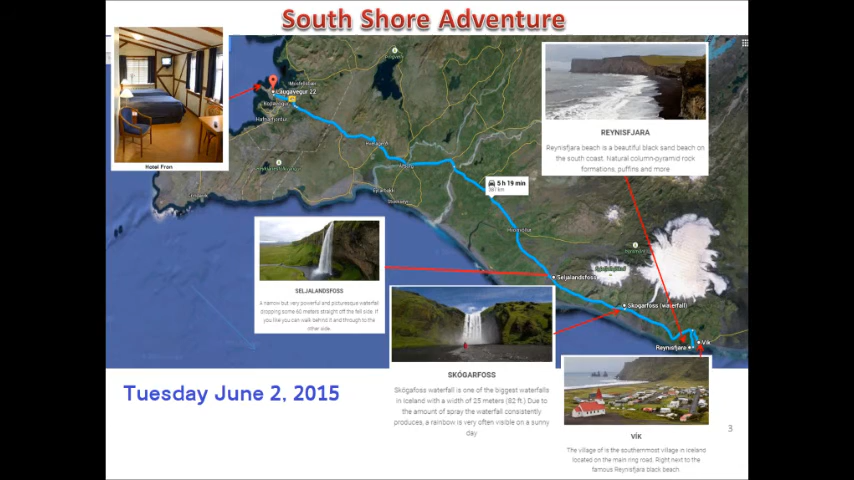 South Shore Adventure
Hotel Fron
Laugavegur 22
5 h 19 min
REYNISFJARA
Reynisfjara beach is a beautiful black sand beach on
the south coast. Natural column-pyramid rock
formations, puffins and more
SELJALANDSFOSS
A narrow but very powerful and picturesque waterfall
dropping some 60 meters straight off the fell side. If
you like you can walk behind it and through to the
other side.
Seljalandsfoss
Skógarfoss (waterfall)
Vik
Reynisfjara
SKÓGARFOSS
Skógafoss waterfall is one of the biggest waterfalls
in Iceland with a width of 25 meters (82 ft.) Due to
the amount of spray the waterfall consistently
produces, a rainbow is very often visible on a sunny
day
VÍK
The village of is the southernmost village in Iceland
located on the main ring road. Right next to the
famous Reynisfjara black beach
Tuesday June 2, 2015
3